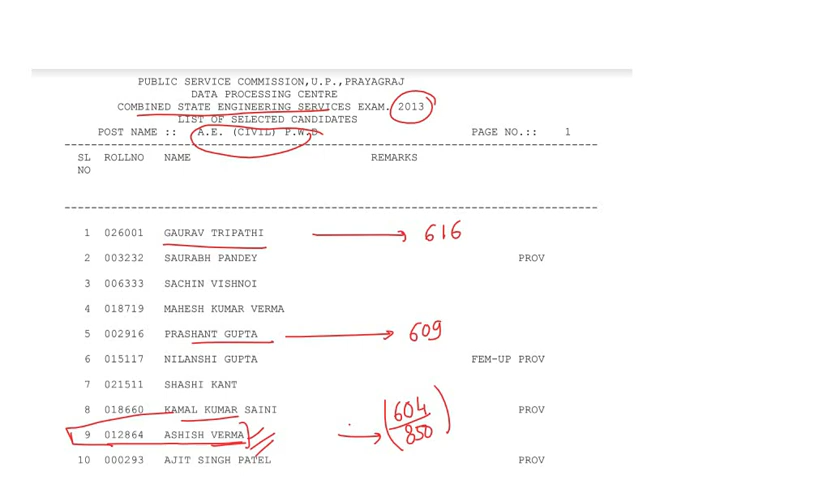 PUBLIC SERVICE COMMISSION,U.P.,PRAYAGRAJ
DATA PROCESSING CENTRE
COMBINED STATE ENGINEERING SERVICES EXAM. 2013
LIST OF SELECTED CANDIDATES
POST NAME :: A.E. (CIVIL) P.W.D PAGE NO.:: 1
SL ROLLNO NAME REMARKS
NO
1 026001 GAURAV TRIPATHI 616
2 003232 SAURABH PANDEY PROV
3 006333 SACHIN VISHNOI
4 018719 MAHESH KUMAR VERMA
5 002916 PRASHANT GUPTA 609
6 015117 NILANSHI GUPTA FEM-UP PROV
7 021511 SHASHI KANT
8 018660 KAMAL KUMAR SAINI 604 PROV
9 012864 ASHISH VERMA 850
10 000293 AJIT SINGH PATEL PROV